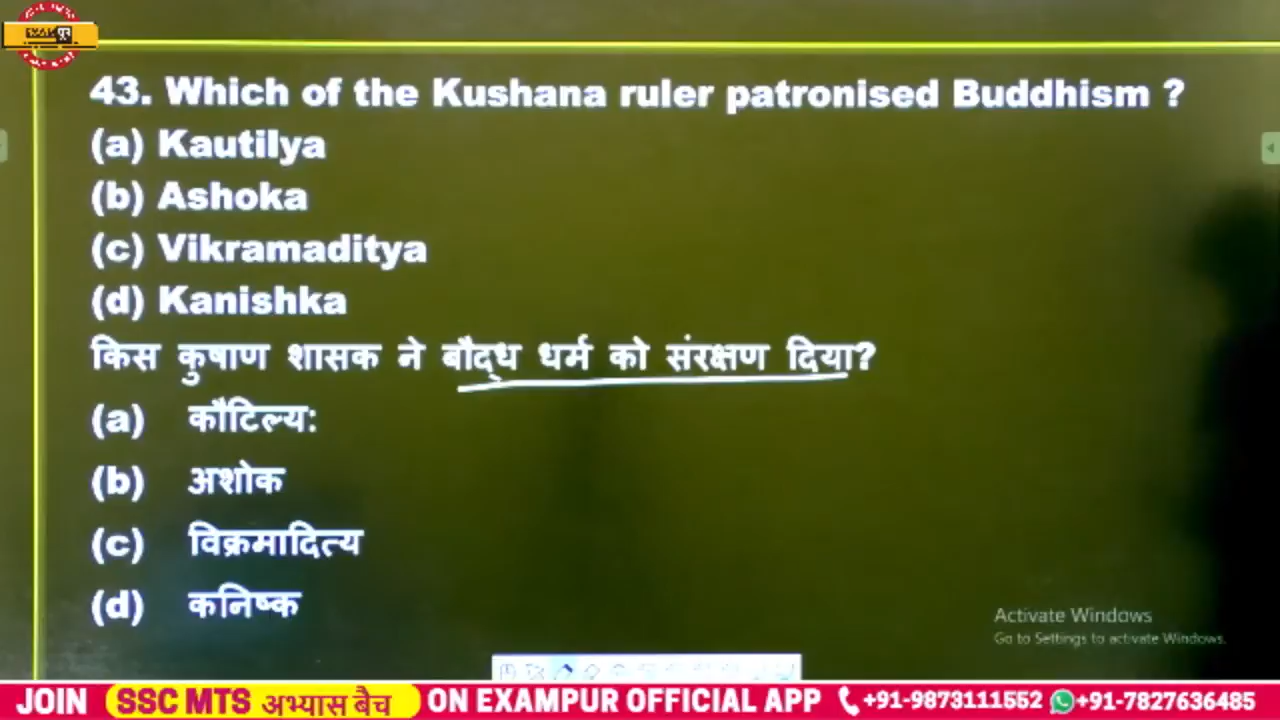 43. Which of the Kushana ruler patronised Buddhism ?
(a) Kautilya
(b) Ashoka
(c) Vikramaditya
(d) Kanishka
किस कुषाण शासक ने बौद्ध धर्म को संरक्षण दिया?
(a) कौटिल्य:
(b) अशोक
(c) विक्रमादित्य
(d) कनिष्क
Activate Windows
Go to Settings to activate Windows.
JOIN SSC MTS अभ्यास बैच ON EXAMPUR OFFICIAL APP +91-9873111552 +91-7827636485